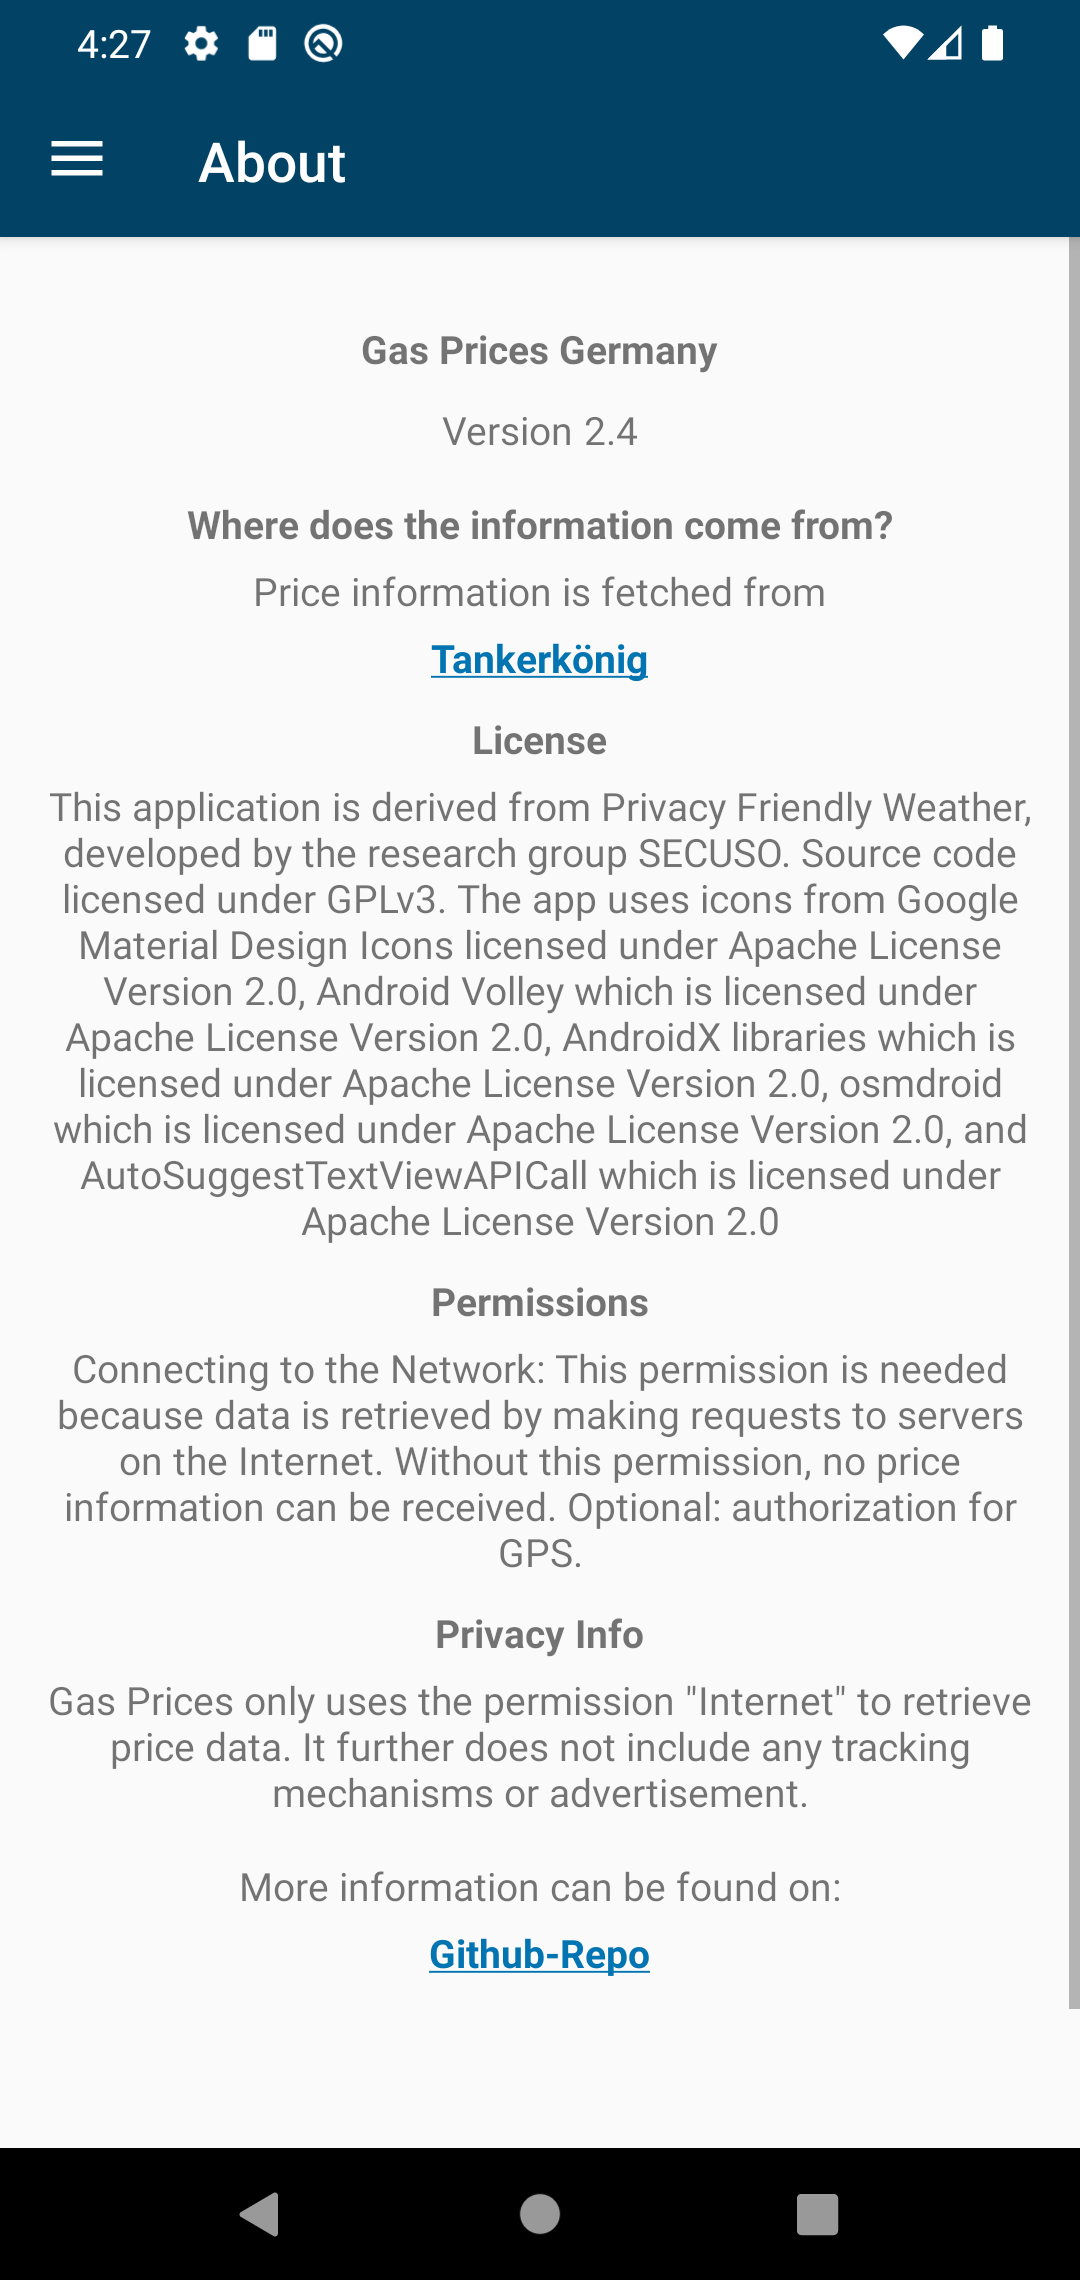 4:27
About
Gas Prices Germany
Version 2.4
Where does the information come from?
Price information is fetched from
Tankerkönig
License
This application is derived from Privacy Friendly Weather,
developed by the research group SECUSO. Source code
licensed under GPLv3. The app uses icons from Google
Material Design Icons licensed under Apache License
Version 2.0, Android Volley which is licensed under
Apache License Version 2.0, AndroidX libraries which is
licensed under Apache License Version 2.0, osmdroid
which is licensed under Apache License Version 2.0, and
AutoSuggestTextViewAPICall which is licensed under
Apache License Version 2.0
Permissions
Connecting to the Network: This permission is needed
because data is retrieved by making requests to servers
on the Internet. Without this permission, no price
information can be received. Optional: authorization for
GPS.
Privacy Info
Gas Prices only uses the permission "Internet" to retrieve
price data. It further does not include any tracking
mechanisms or advertisement.
More information can be found on:
Github-Repo